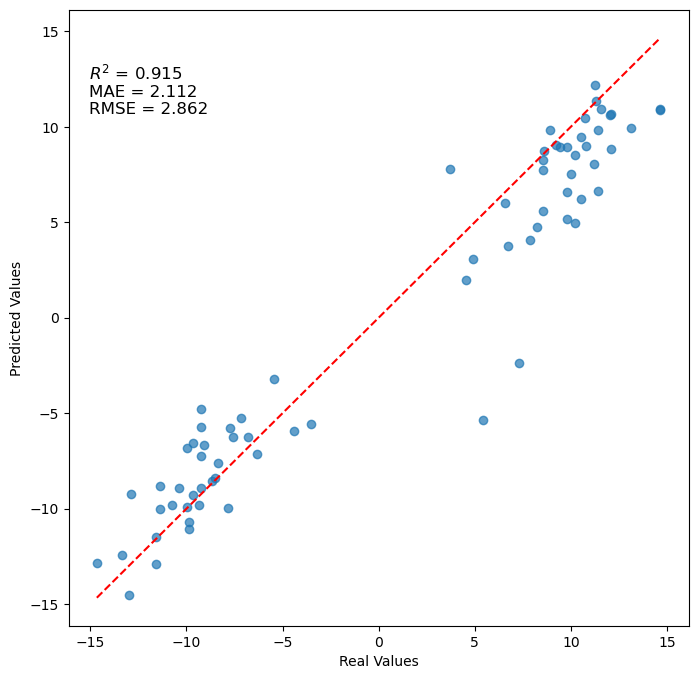 R² = 0.915
MAE = 2.112
RMSE = 2.862
15
10
5
0
−5
−10
−15
Predicted Values
−15 −10 −5 0 5 10 15
Real Values